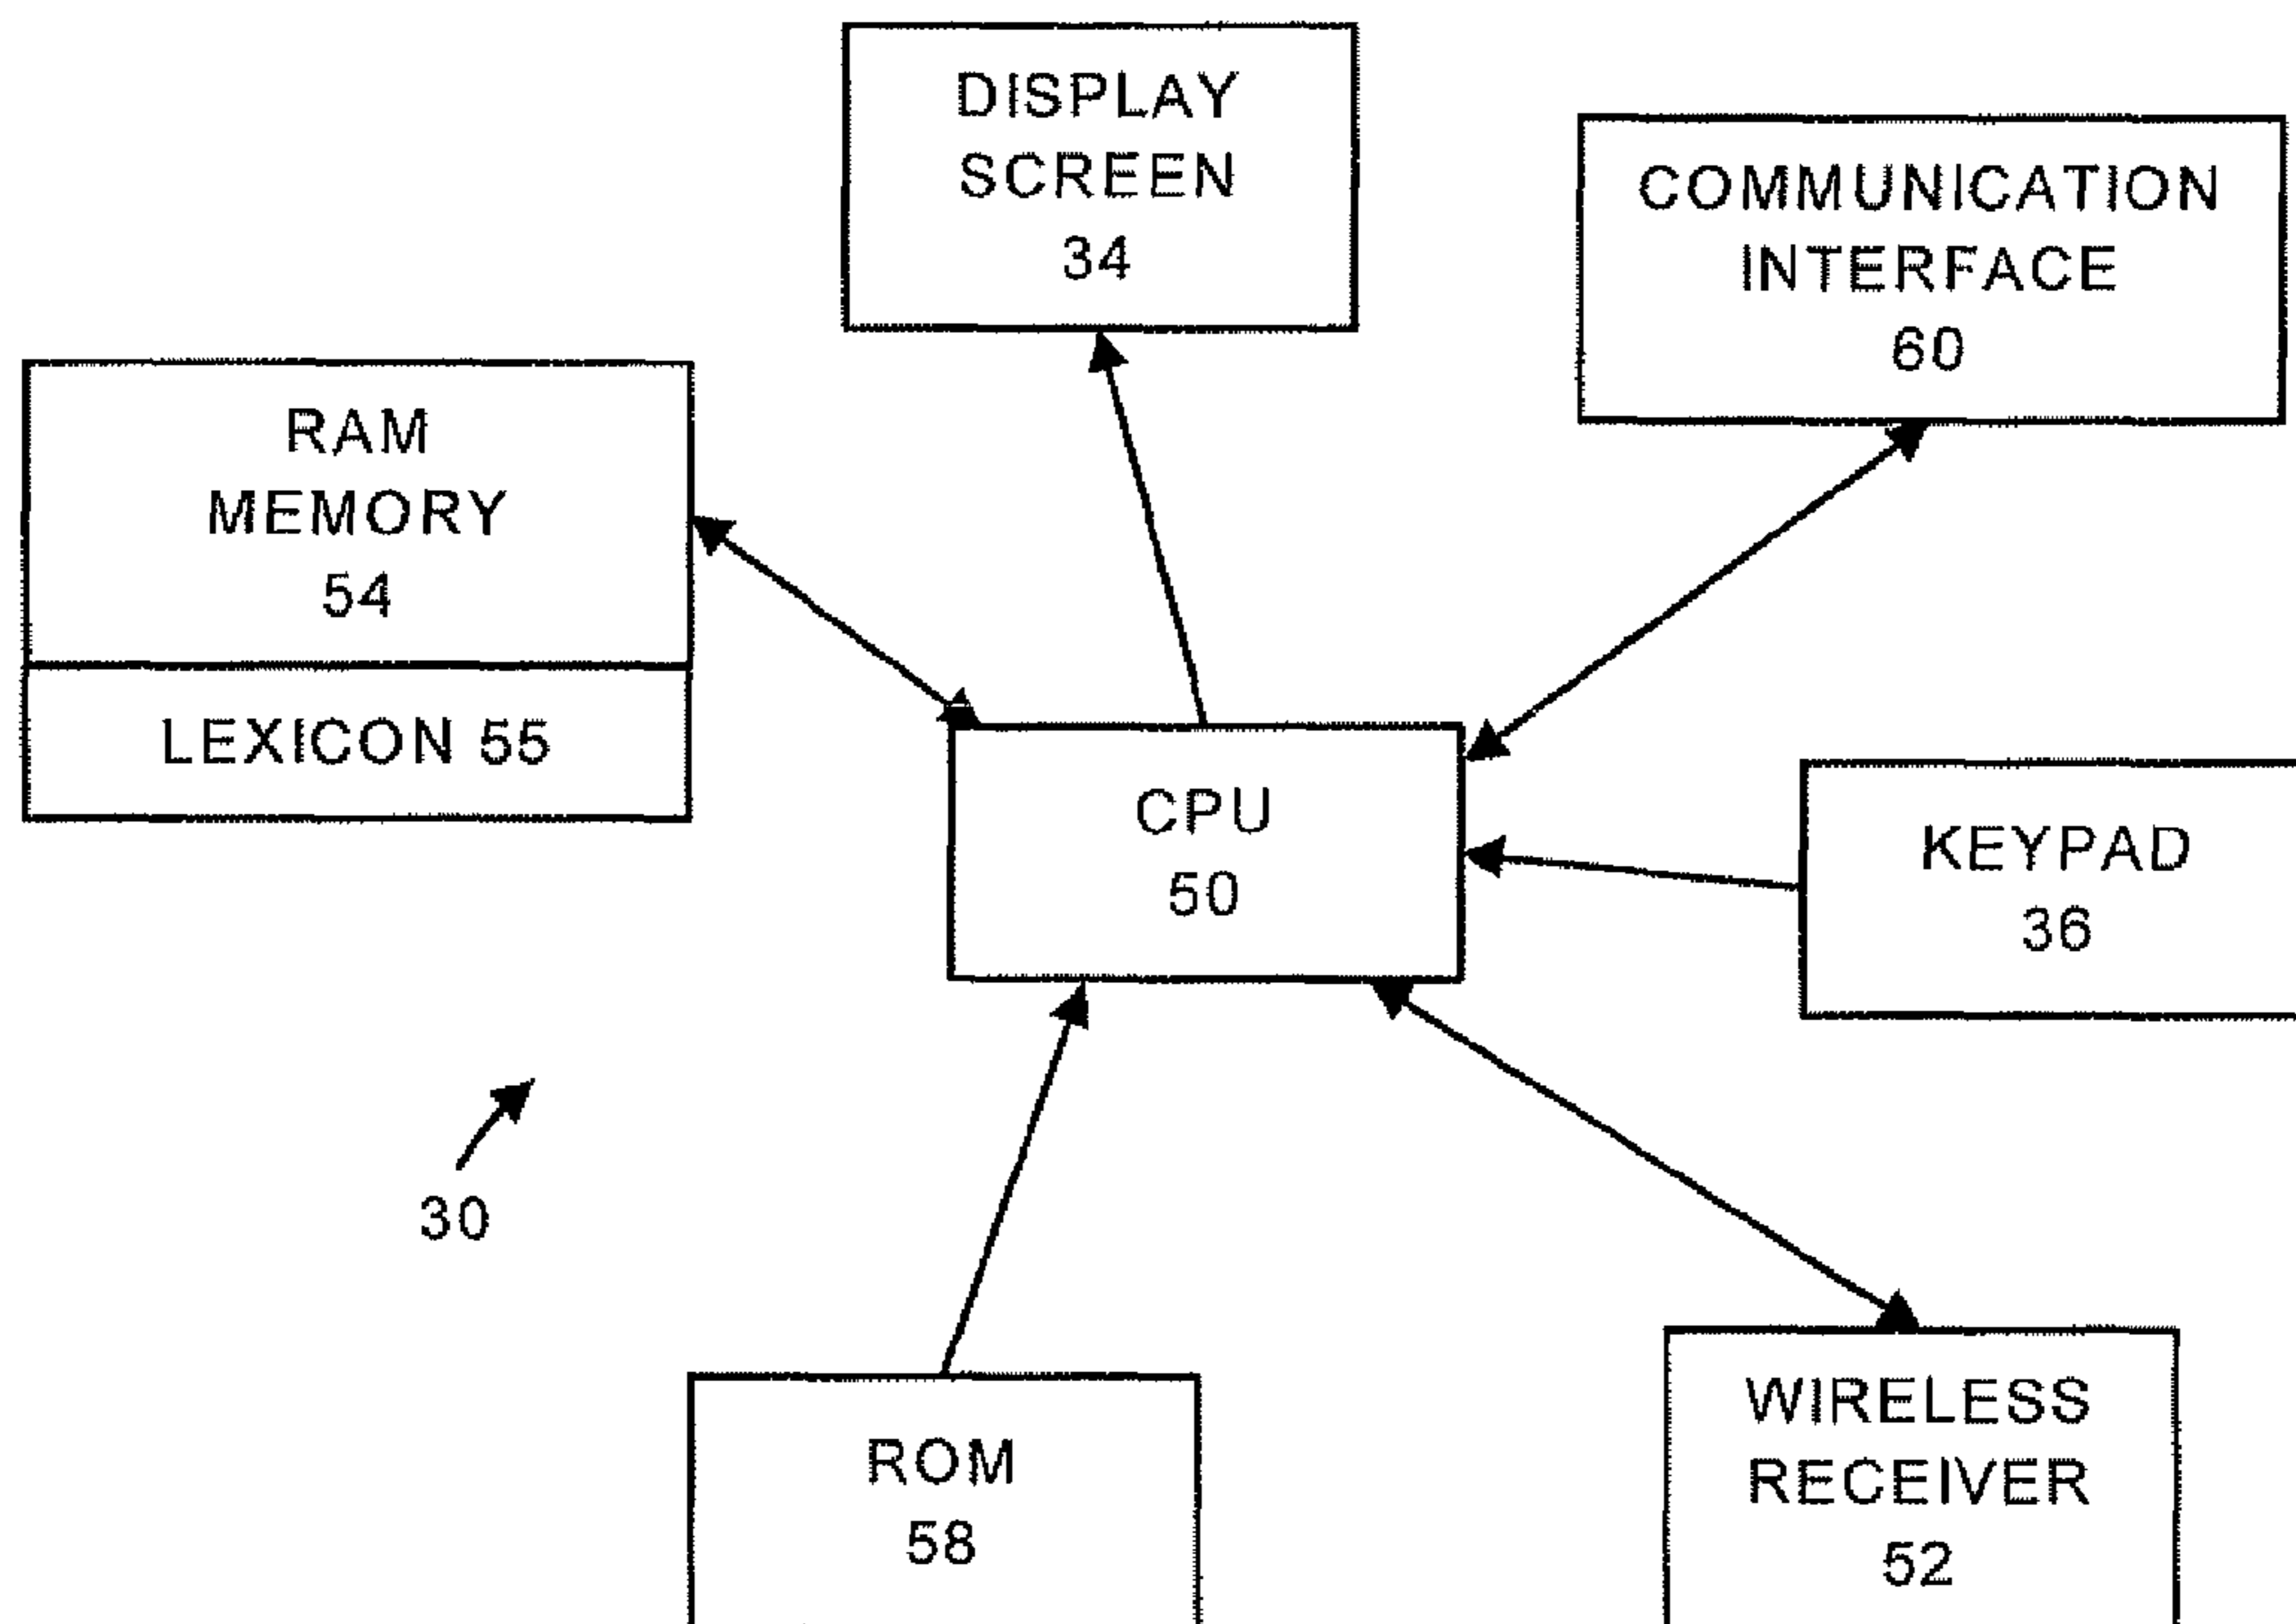 DISPLAY
SCREEN
34
COMMUNICATION
INTERFACE
60
RAM
MEMORY
54
LEXICON 55
CPU
50
KEYPAD
36
30
ROM
58
WIRELESS
RECEIVER
52